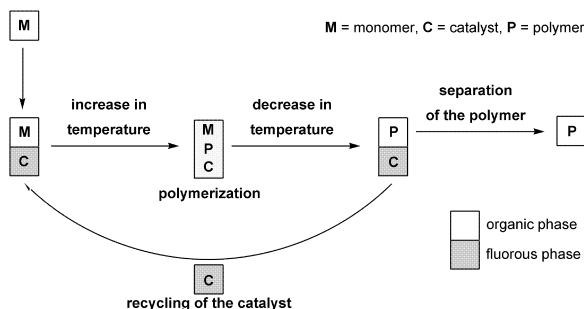 M
M = monomer, C = catalyst, P = polymer
increase in
temperature
decrease in
temperature
separation
of the polymer
M
C
M
P
C
P
C
P
polymerization
organic phase
fluorous phase
C
recycling of the catalyst